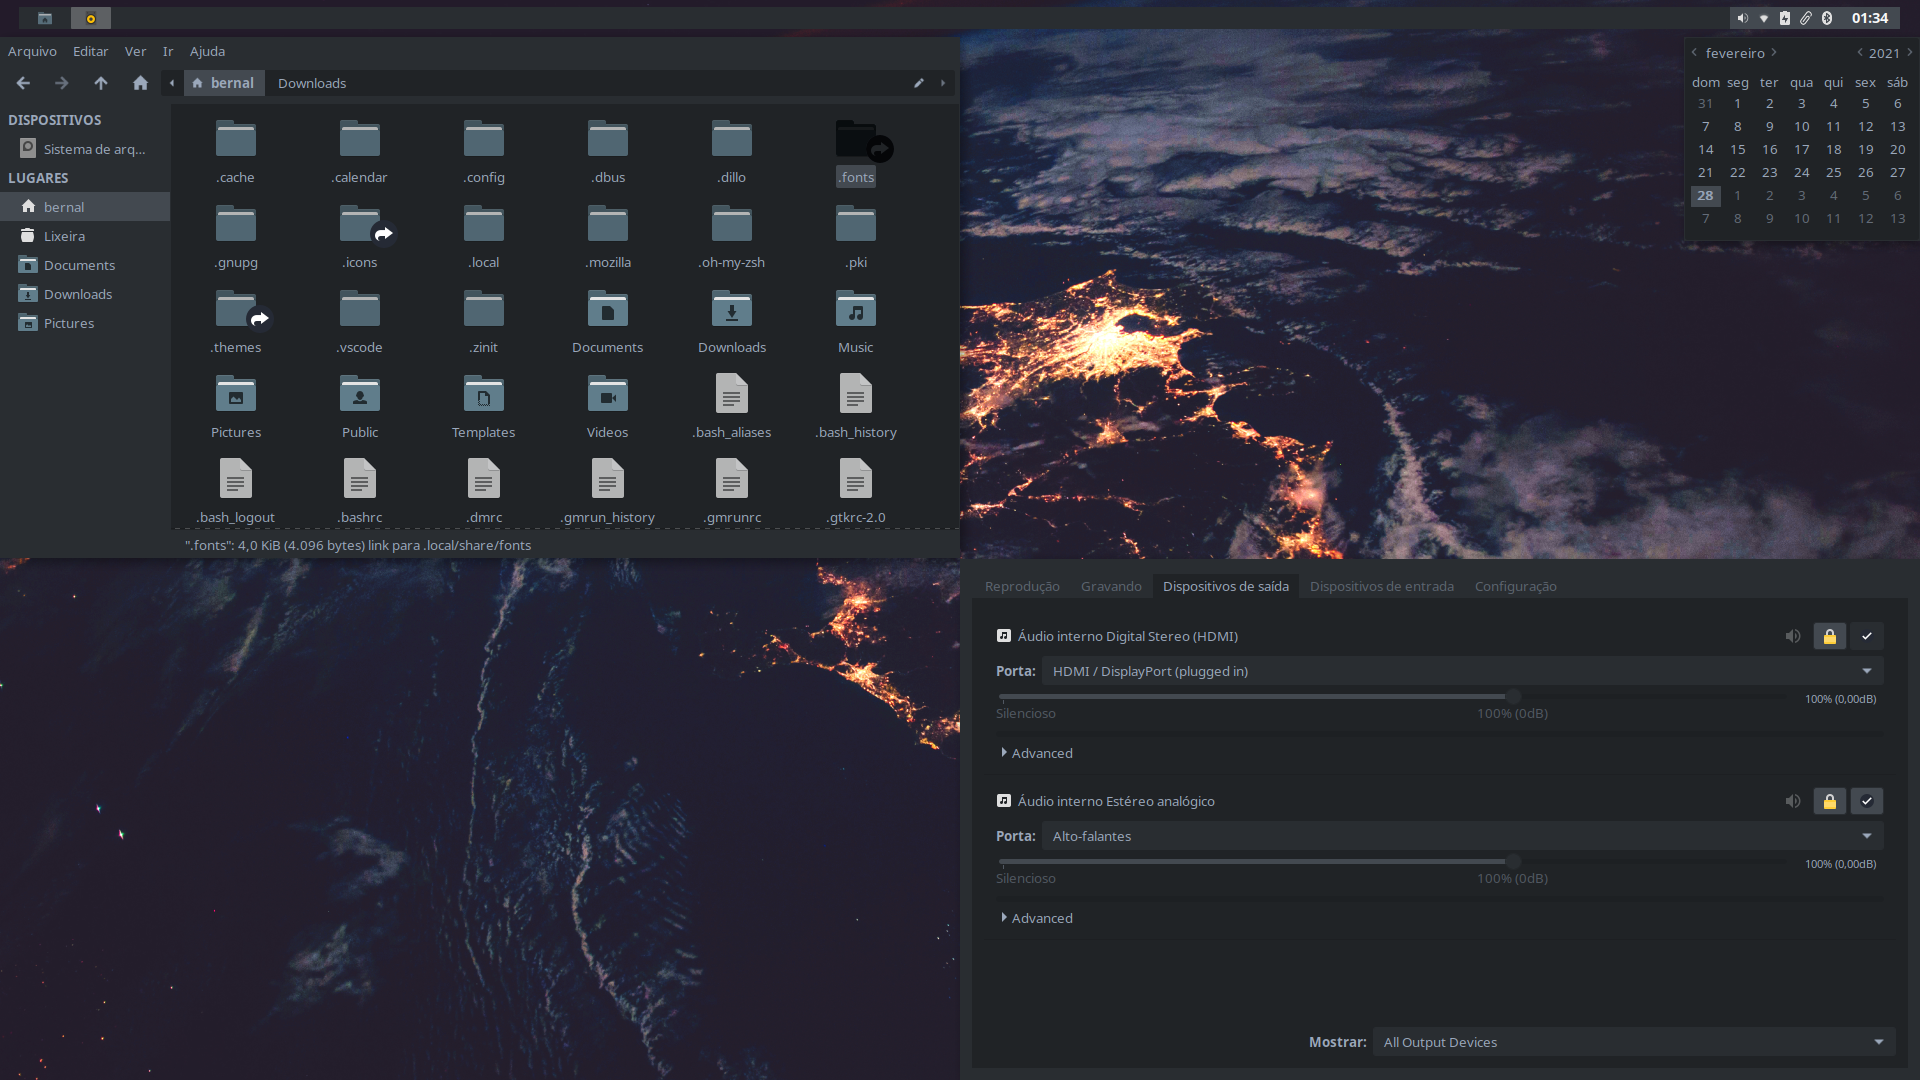 01:34
Arquivo Editar Ver Ir Ajuda
bernal Downloads
DISPOSITIVOS
Sistema de arq...
LUGARES
bernal
Lixeira
Documents
Downloads
Pictures
.cache .calendar .config .dbus .dillo .fonts
.gnupg .icons .local .mozilla .oh-my-zsh .pki
.themes .vscode .zinit Documents Downloads Music
Pictures Public Templates Videos .bash_aliases .bash_history
.bash_logout .bashrc .dmrc .gmrun_history .gmrunrc .gtkrc-2.0
".fonts": 4,0 KiB (4.096 bytes) link para .local/share/fonts
fevereiro 2021
dom seg ter qua qui sex sáb
31 1 2 3 4 5 6
7 8 9 10 11 12 13
14 15 16 17 18 19 20
21 22 23 24 25 26 27
28 1 2 3 4 5 6
7 8 9 10 11 12 13
Reprodução Gravando Dispositivos de saída Dispositivos de entrada Configuração
Áudio interno Digital Stereo (HDMI)
Porta: HDMI / DisplayPort (plugged in)
100% (0,00dB)
Silencioso 100% (0dB)
Advanced
Áudio interno Estéreo analógico
Porta: Alto-falantes
100% (0,00dB)
Silencioso 100% (0dB)
Advanced
Mostrar: All Output Devices